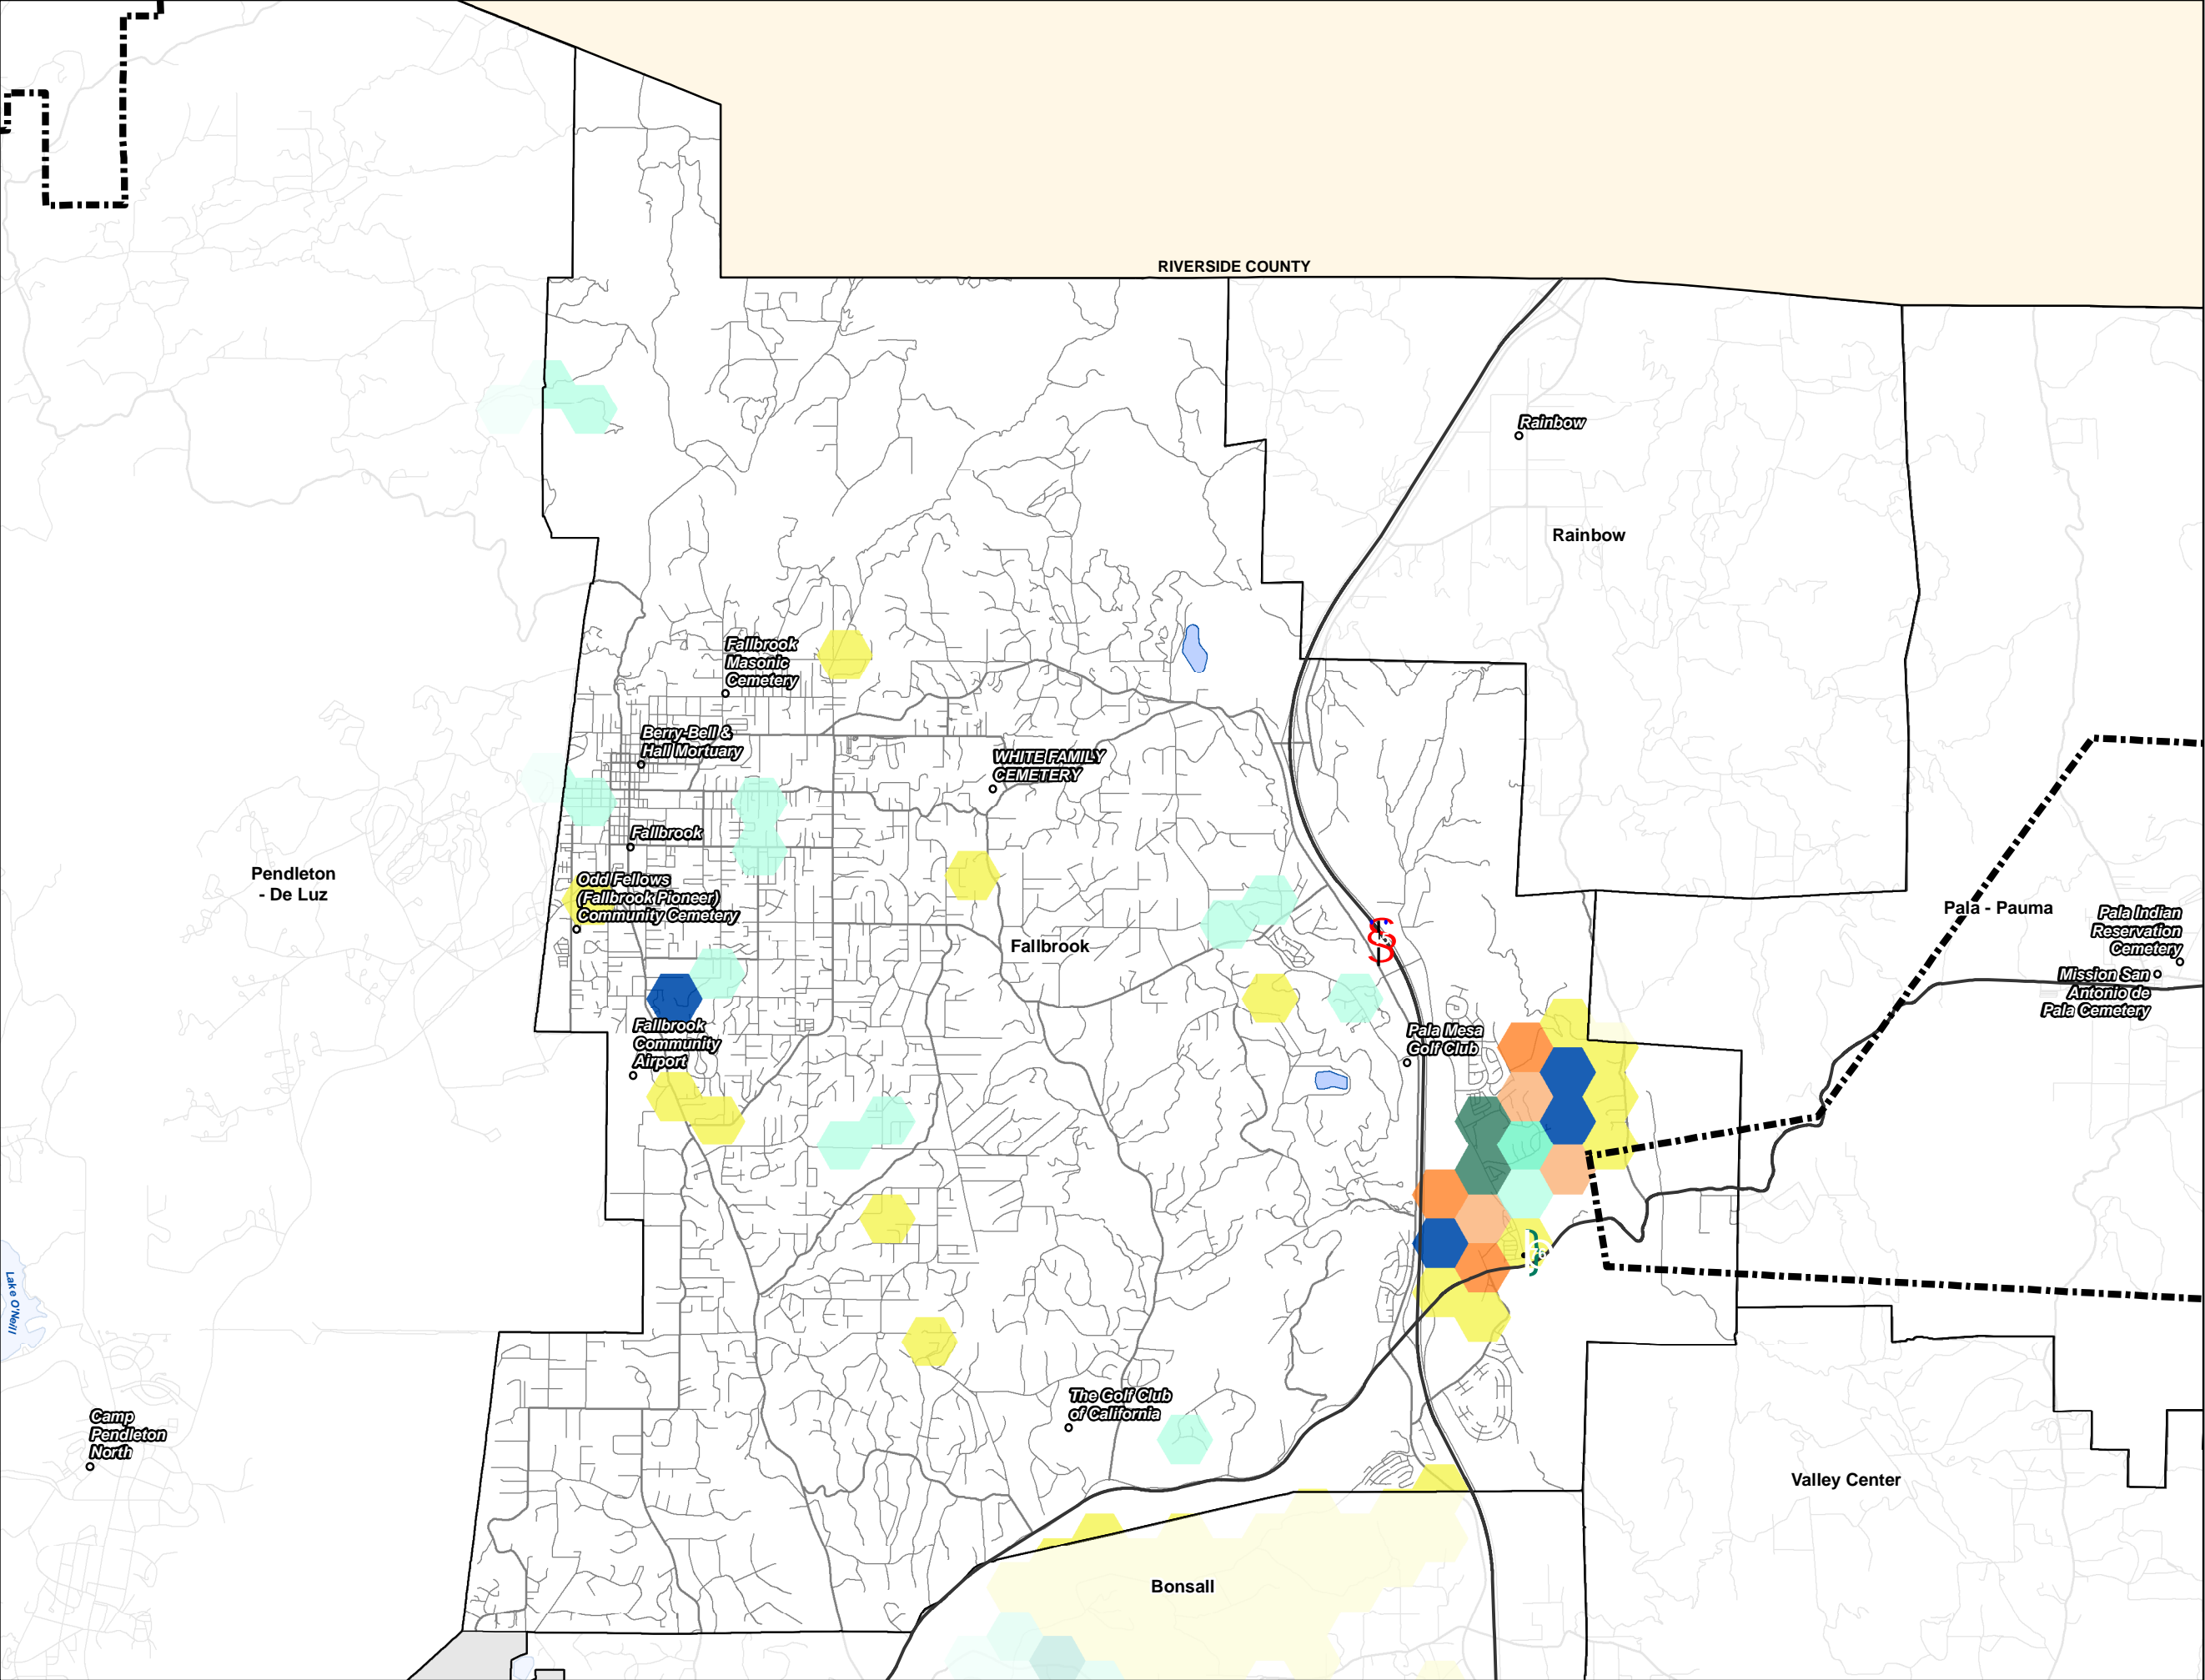 RIVERSIDE COUNTY
Rainbow
Rainbow
Fallbrook
Masonic
Cemetery
Berry-Bell &
Hall Mortuary
WHITE FAMILY
CEMETERY
Fallbrook
Pendleton
- De Luz
Odd Fellows
(Fallbrook Pioneer)
Community Cemetery
Fallbrook
Pala - Pauma
Pala Indian
Reservation
Cemetery
Mission San
Antonio de
Pala Cemetery
Fallbrook
Community
Airport
Pala Mesa
Golf Club
Lake O'Neill
The Golf Club
of California
Camp
Pendleton
North
Valley Center
Bonsall